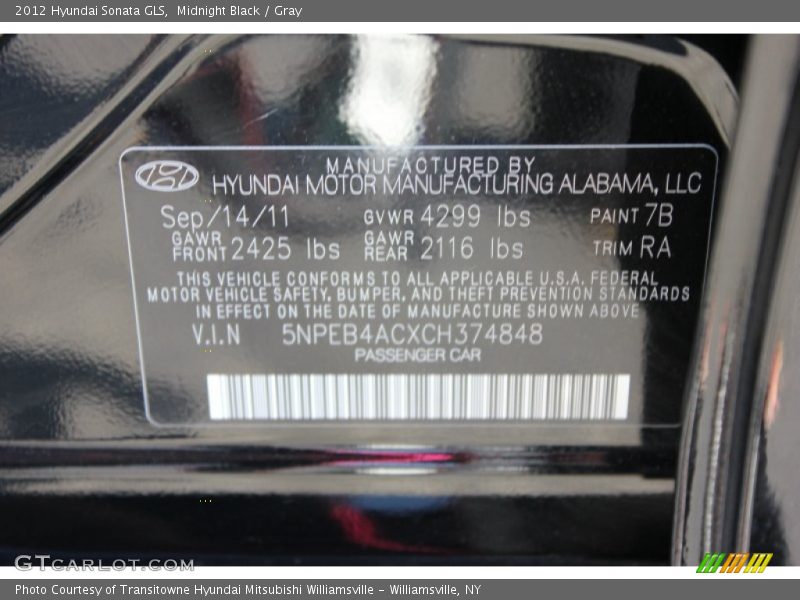 2012 Hyundai Sonata GLS, Midnight Black / Gray
MANUFACTURED BY
HYUNDAI MOTOR MANUFACTURING ALABAMA, LLC
Sep/14/11 GVWR 4299 lbs PAINT 7B
GAWR FRONT 2425 lbs GAWR REAR 2116 lbs TRIM RA
THIS VEHICLE CONFORMS TO ALL APPLICABLE U.S.A. FEDERAL
MOTOR VEHICLE SAFETY, BUMPER, AND THEFT PREVENTION STANDARDS
IN EFFECT ON THE DATE OF MANUFACTURE SHOWN ABOVE
V.I.N 5NPEB4ACXCH374848
PASSENGER CAR
GTCARLOT.COM
Photo Courtesy of Transitowne Hyundai Mitsubishi Williamsville - Williamsville, NY